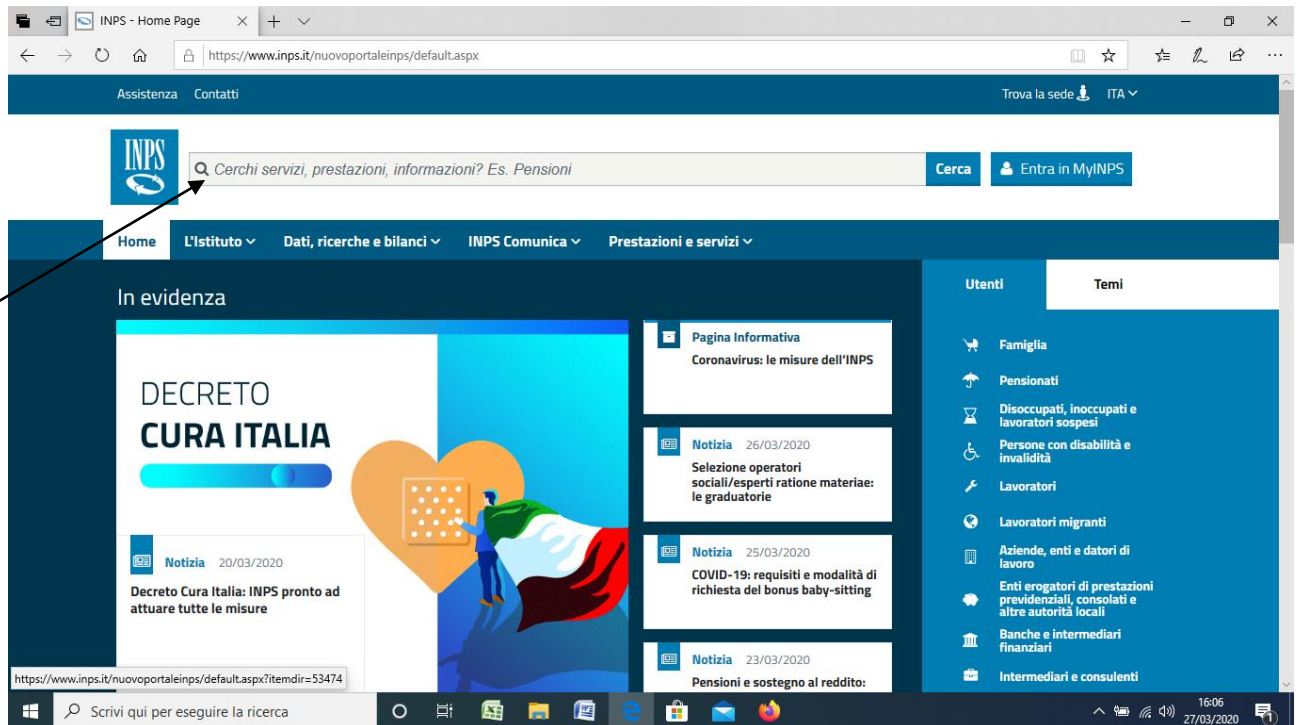 INPS - Home Page
https://www.inps.it/nuovoportaleinps/default.aspx
Assistenza Contatti
Trova la sede ITA
INPS
Cerchi servizi, prestazioni, informazioni? Es. Pensioni
Cerca
Entra in MyINPS
Home L'Istituto Dati, ricerche e bilanci INPS Comunica Prestazioni e servizi
In evidenza
DECRETO
CURA ITALIA
Notizia 20/03/2020
Decreto Cura Italia: INPS pronto ad
attuare tutte le misure
Pagina Informativa
Coronavirus: le misure dell'INPS
Notizia 26/03/2020
Selezione operatori
sociali/esperti ratione materiae:
le graduatorie
Notizia 25/03/2020
COVID-19: requisiti e modalità di
richiesta del bonus baby-sitting
Notizia 23/03/2020
Pensioni e sostegno al reddito:
Utenti Temi
Famiglia
Pensionati
Disoccupati, inoccupati e
lavoratori sospesi
Persone con disabilità e
invalidità
Lavoratori
Lavoratori migranti
Aziende, enti e datori di
lavoro
Enti erogatori di prestazioni
previdenziali, consolati e
altre autorità locali
Banche e intermediari
finanziari
Intermediari e consulenti
https://www.inps.it/nuovoportaleinps/default.aspx?itemdir=53474
Scrivi qui per eseguire la ricerca
16:06
27/03/2020